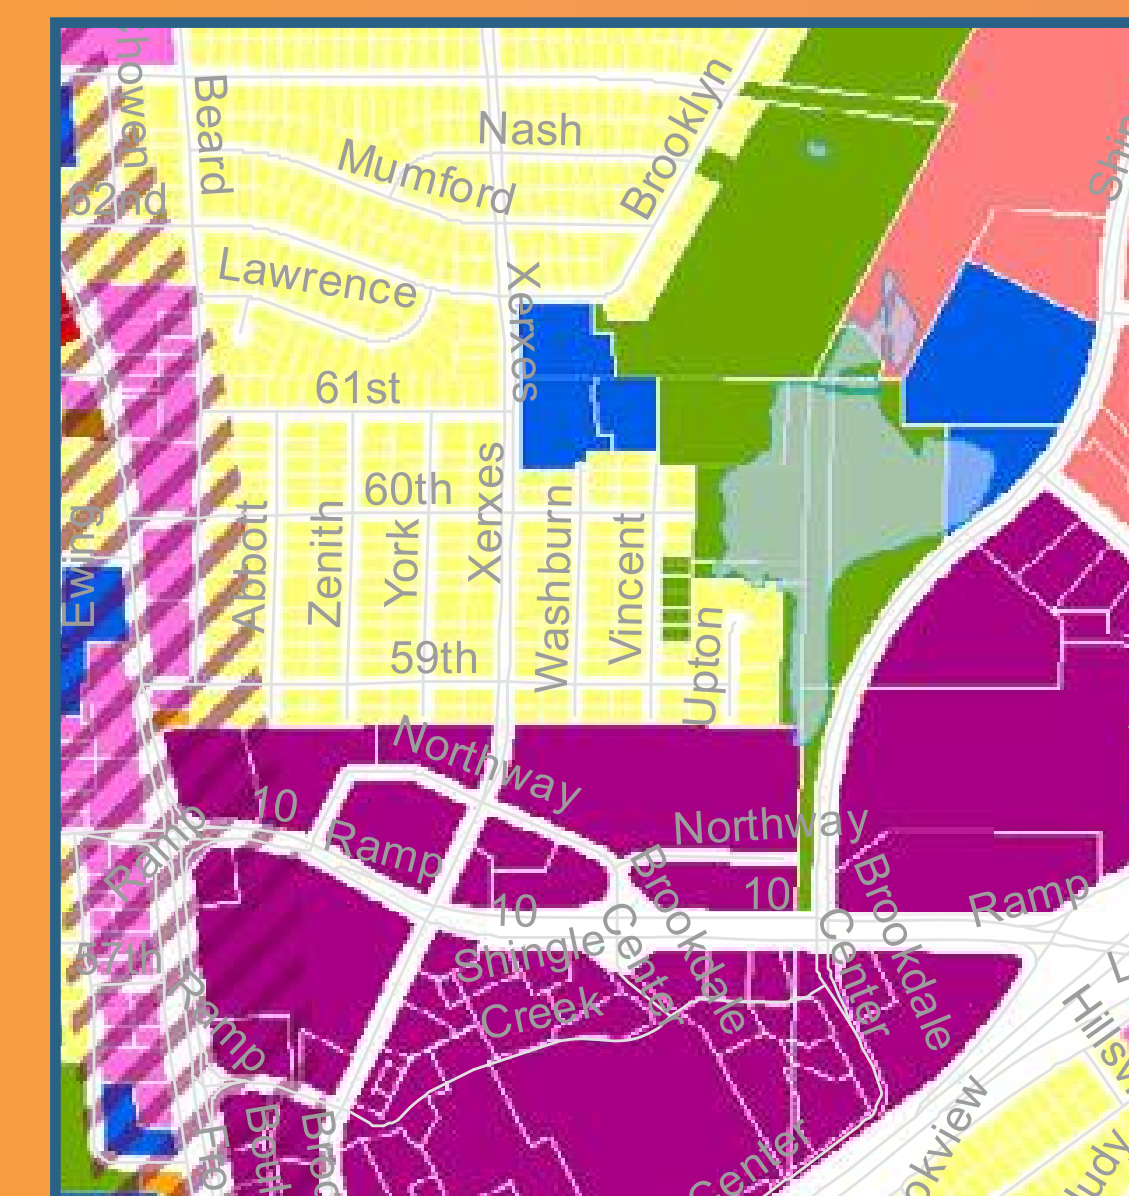 Beard
Nash
Brooklyn
Mumford
62nd
Lawrence
Xerxes
61st
60th
Xerxes
Ewing
Abbott
Zenith
York
Washburn
Vincent
59th
Upton
Northway
10
Ramp
Ramp
Northway
10
Brookdale
Center
10
Brookdale
Center
Ramp
57th
Shingle
Creek
Ramp
Center